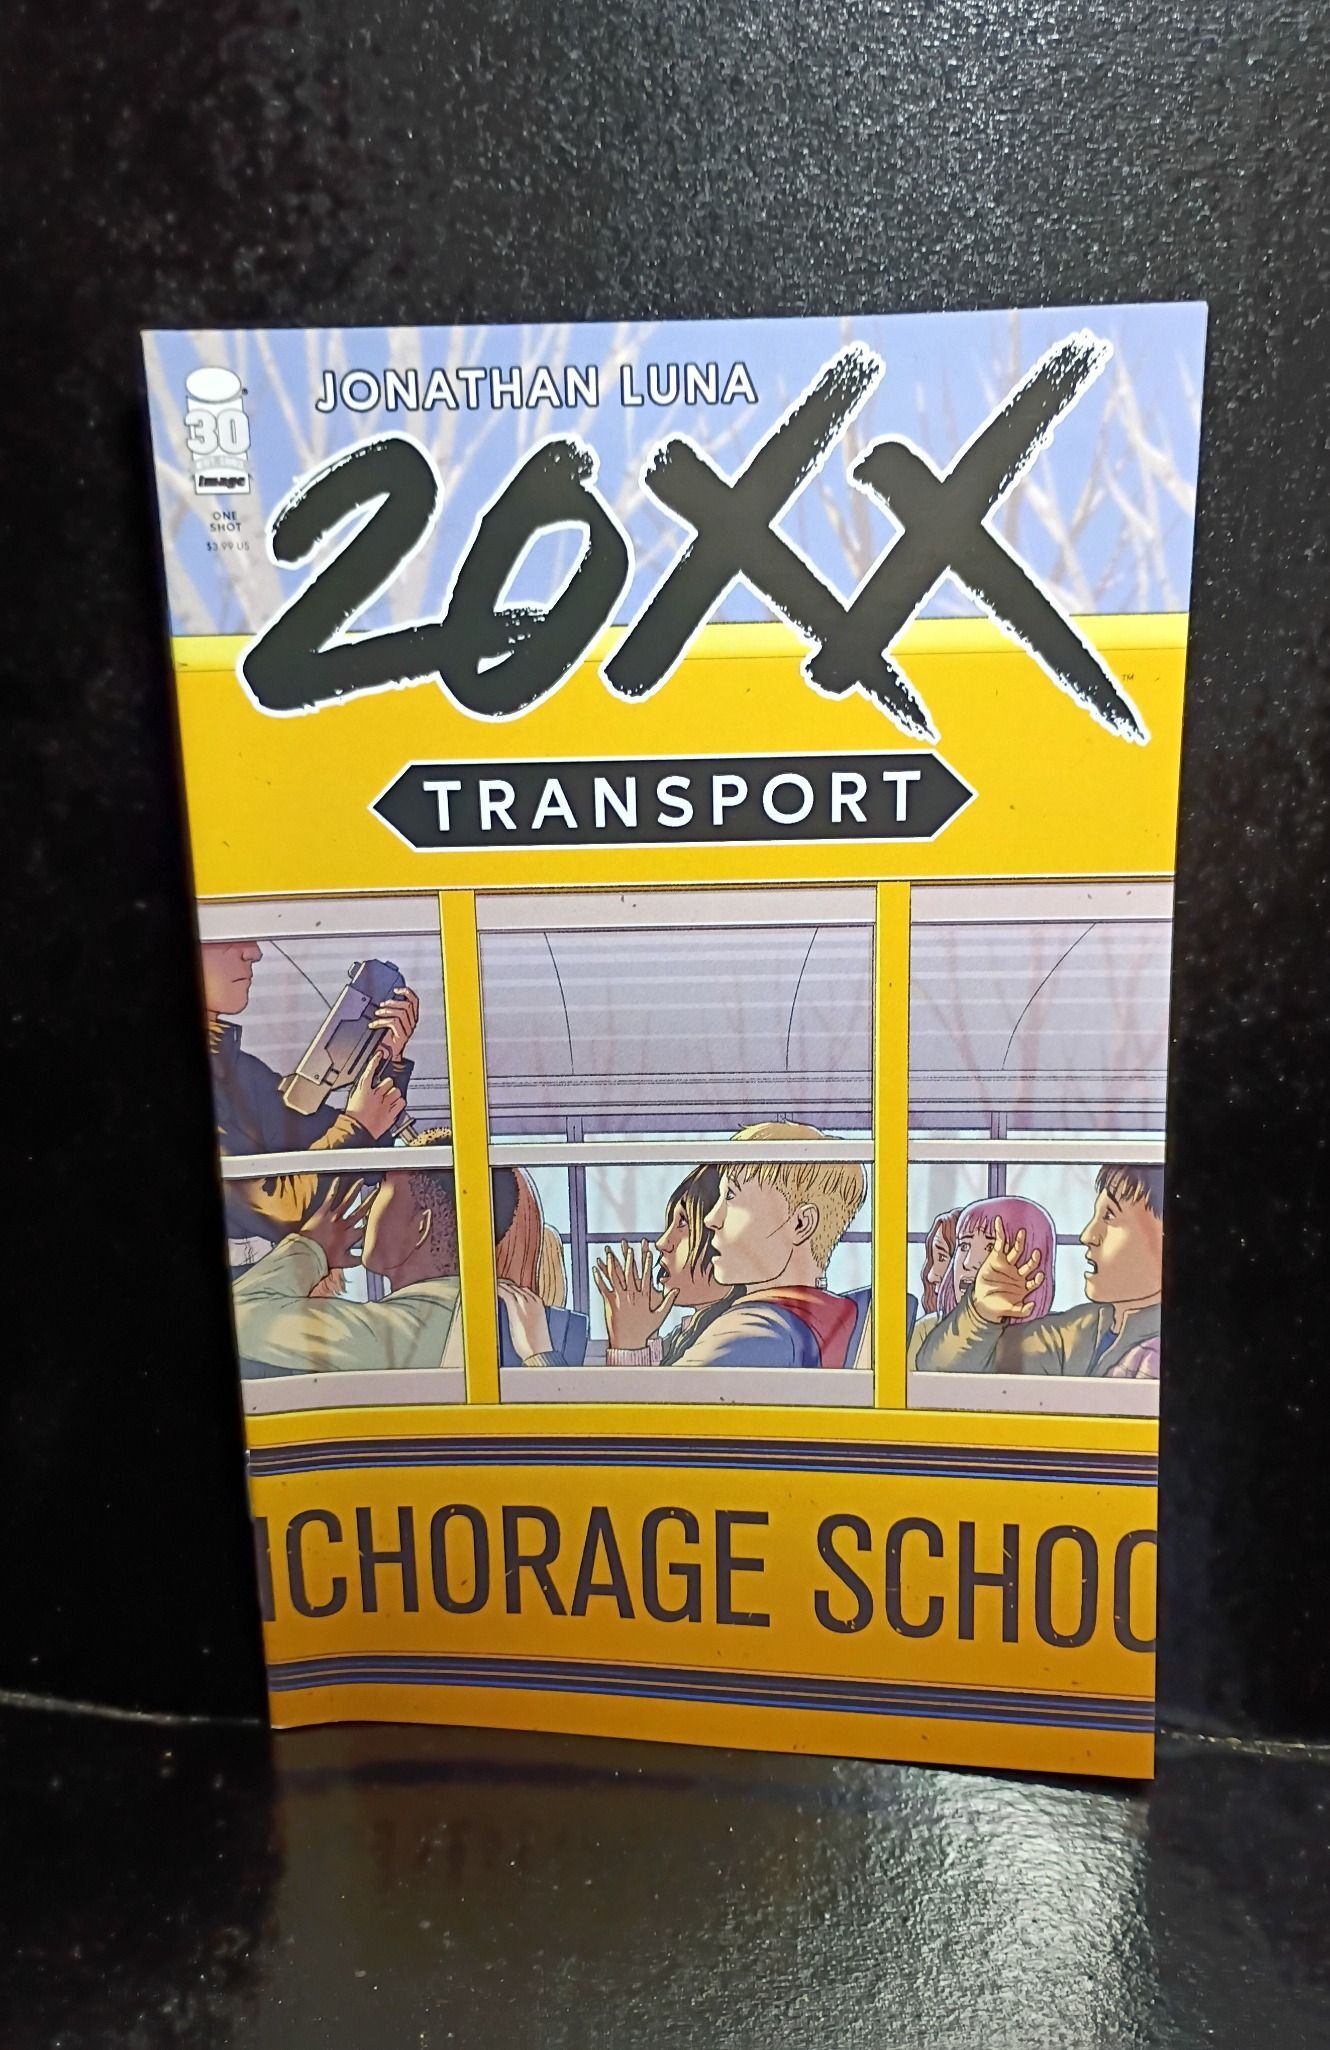 JONATHAN LUNA
20XX
TM
30
image
ONE
SHOT
$3.99 US
TRANSPORT
NCHORAGE SCHOO